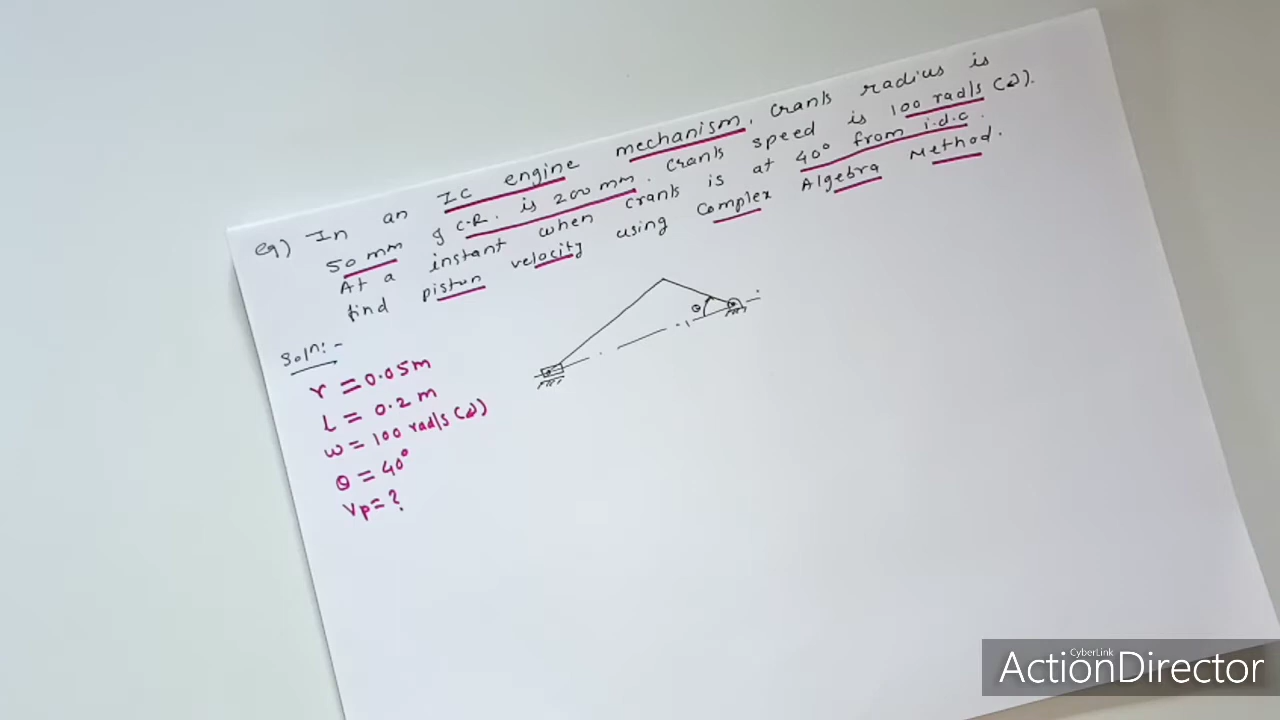 eg) In an IC engine mechanism, crank radius is
50 mm & C.R. is 200 mm. Crank speed is 100 rad/s (↻).
At a instant when crank is at 40° from i.d.c.
find piston velocity using Complex Algebra Method.
Soln:-
r = 0.05m
l = 0.2 m
ω = 100 rad/s (↻)
θ = 40°
Vp = ?
θ
CyberLink
ActionDirector